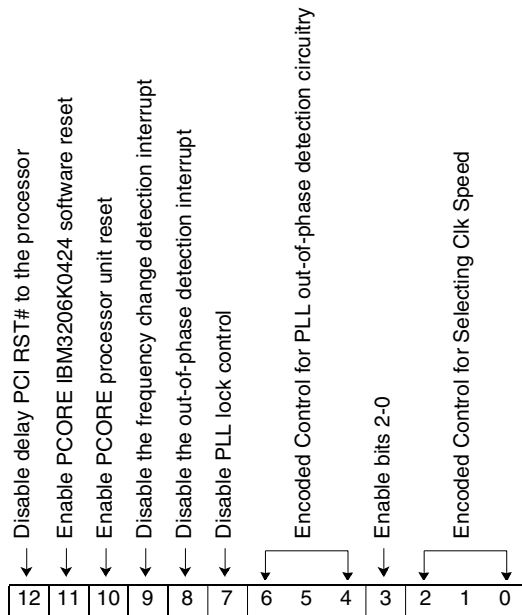 Disable delay PCI RST# to the processor
Enable PCORE IBM3206K0424 software reset
Enable PCORE processor unit reset
Disable the frequency change detection interrupt
Disable the out-of-phase detection interrupt
Disable PLL lock control
Encoded Control for PLL out-of-phase detection circuitry
Enable bits 2-0
Encoded Control for Selecting Clk Speed
12 11 10 9 8 7 6 5 4 3 2 1 0